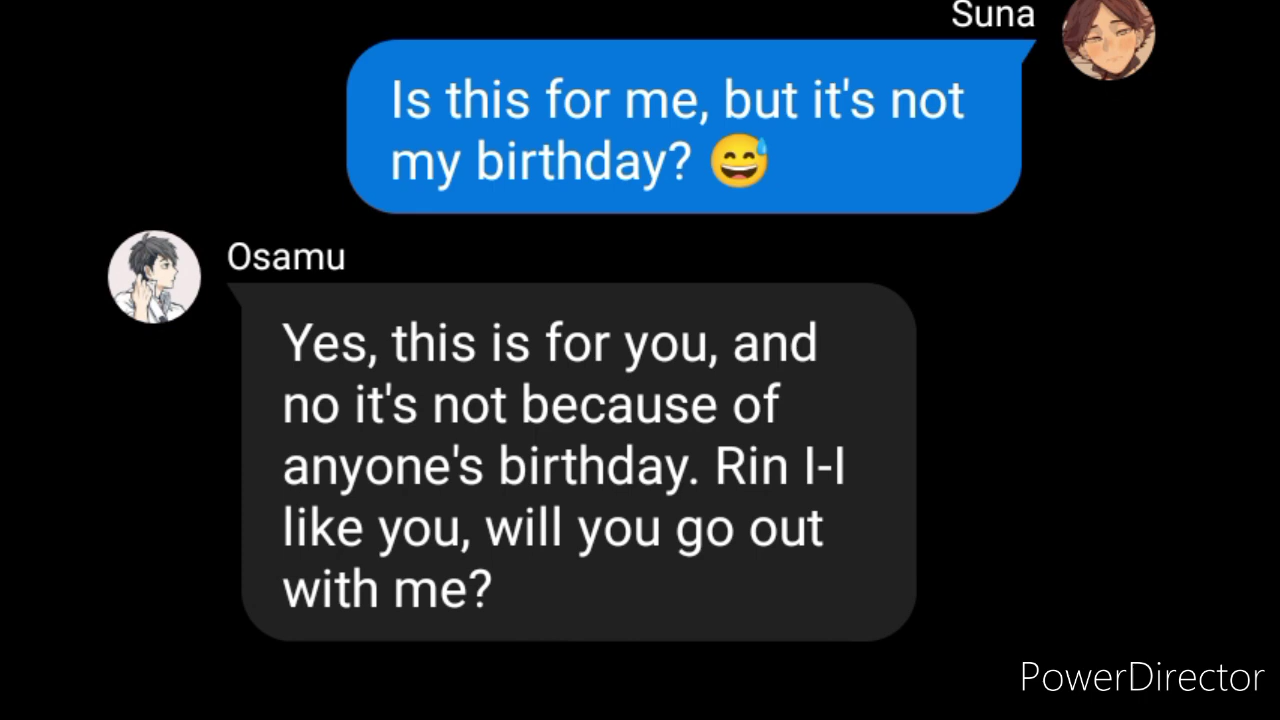 Suna
Is this for me, but it's not
my birthday? 😅
Osamu
Yes, this is for you, and
no it's not because of
anyone's birthday. Rin I-I
like you, will you go out
with me?
PowerDirector